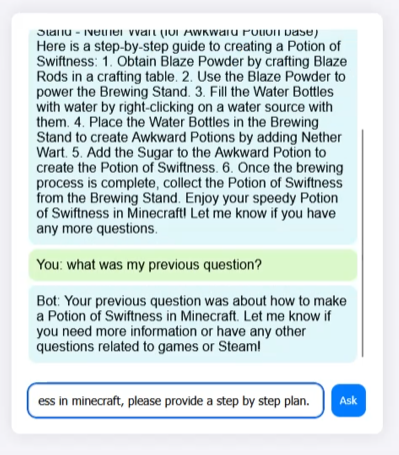 Stand - Nether Wart (for Awkward Potion base)
Here is a step-by-step guide to creating a Potion of
Swiftness: 1. Obtain Blaze Powder by crafting Blaze
Rods in a crafting table. 2. Use the Blaze Powder to
power the Brewing Stand. 3. Fill the Water Bottles
with water by right-clicking on a water source with
them. 4. Place the Water Bottles in the Brewing
Stand to create Awkward Potions by adding Nether
Wart. 5. Add the Sugar to the Awkward Potion to
create the Potion of Swiftness. 6. Once the brewing
process is complete, collect the Potion of Swiftness
from the Brewing Stand. Enjoy your speedy Potion
of Swiftness in Minecraft! Let me know if you have
any more questions.
You: what was my previous question?
Bot: Your previous question was about how to make
a Potion of Swiftness in Minecraft. Let me know if
you need more information or have any other
questions related to games or Steam!
ess in minecraft, please provide a step by step plan.
Ask